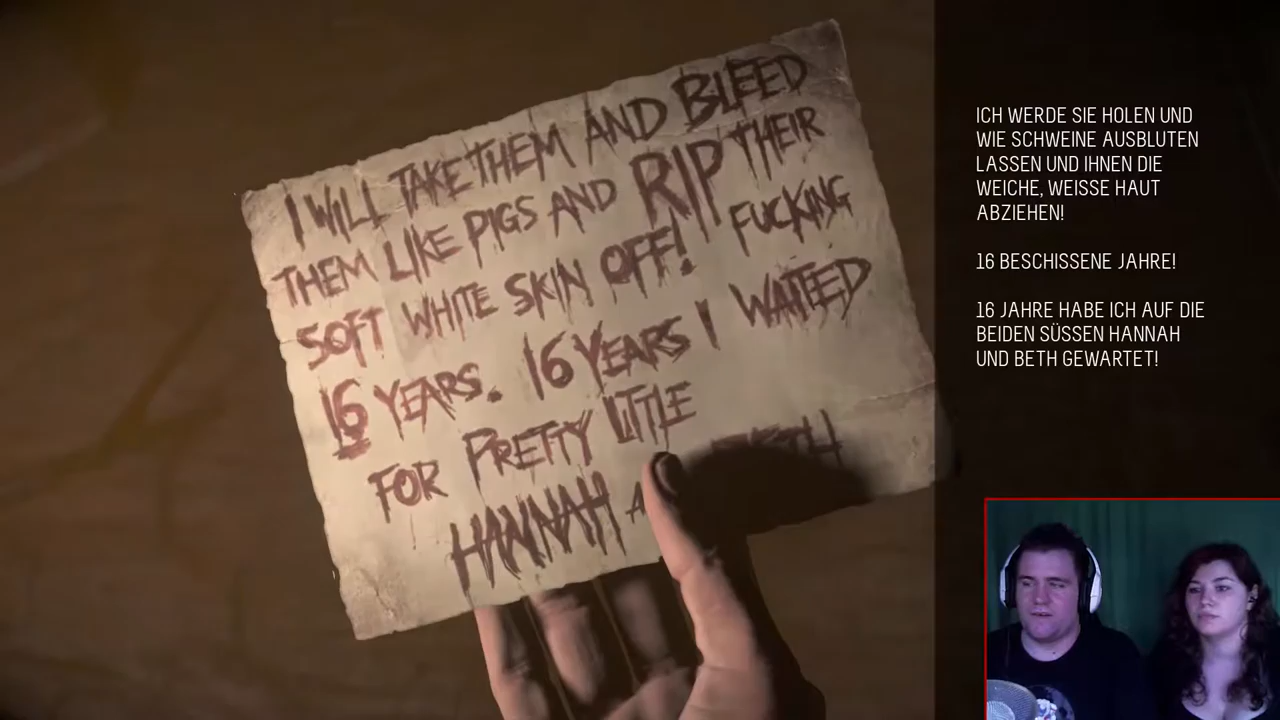 I WILL TAKE THEM AND BLEED
THEM LIKE PIGS AND RIP THEIR
SOFT WHITE SKIN OFF! FUCKING
16 YEARS. 16 YEARS I WAITED
FOR PRETTY LITTLE
HANNAH
ICH WERDE SIE HOLEN UND
WIE SCHWEINE AUSBLUTEN
LASSEN UND IHNEN DIE
WEICHE, WEISSE HAUT
ABZIEHEN!
16 BESCHISSENE JAHRE!
16 JAHRE HABE ICH AUF DIE
BEIDEN SÜSSEN HANNAH
UND BETH GEWARTET!